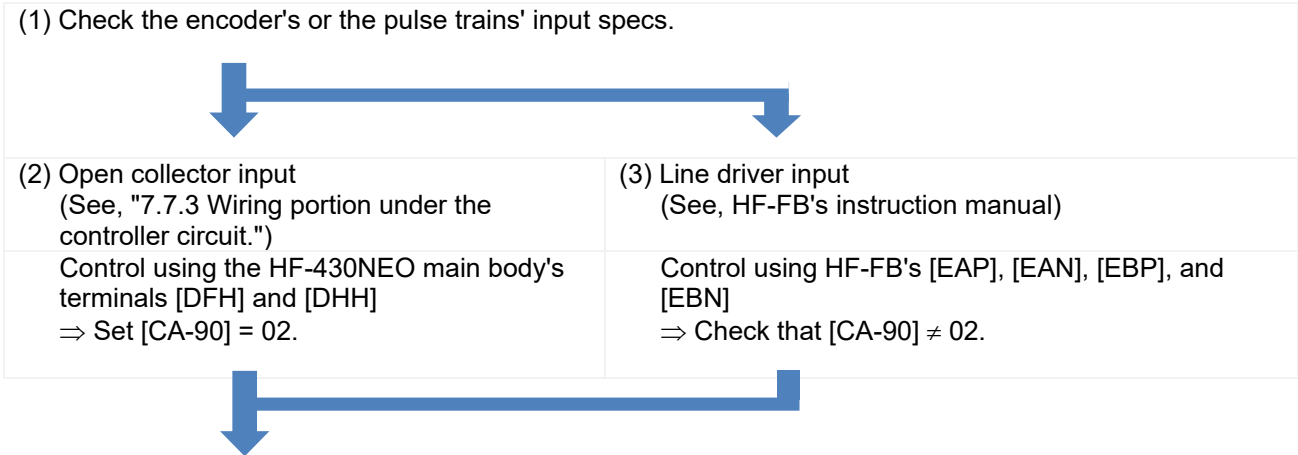 (1) Check the encoder's or the pulse trains' input specs.
(2) Open collector input
(See, "7.7.3 Wiring portion under the
controller circuit.")
Control using the HF-430NEO main body's
terminals [DFH] and [DHH]
⇒ Set [CA-90] = 02.
(3) Line driver input
(See, HF-FB's instruction manual)
Control using HF-FB's [EAP], [EAN], [EBP], and
[EBN]
⇒ Check that [CA-90] ≠ 02.